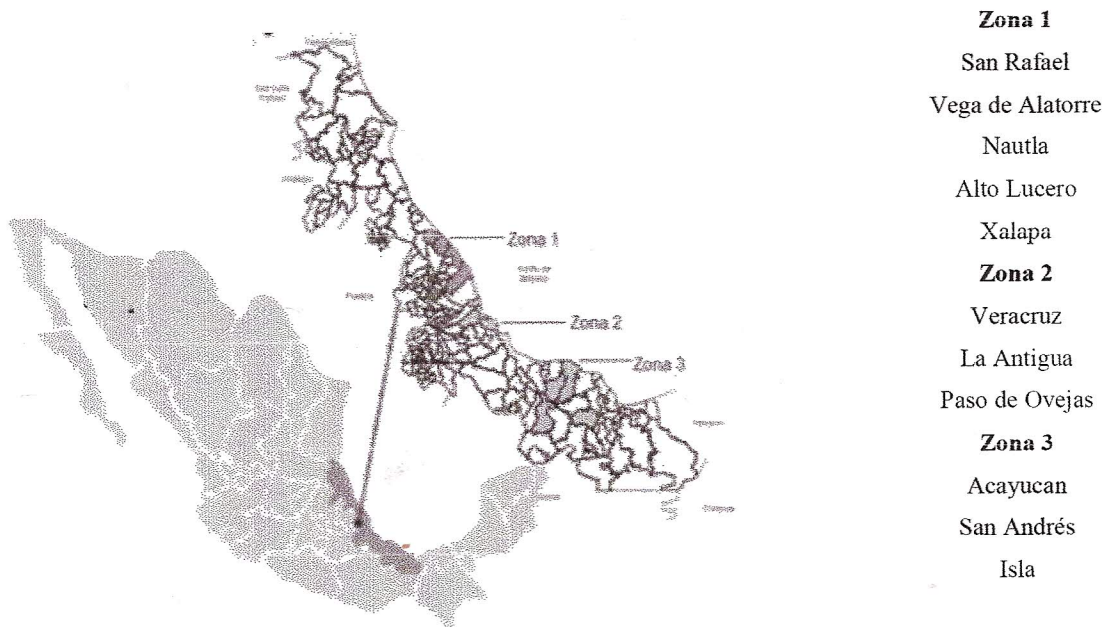 Zona 1
Zona 2
Zona 3
Zona 1
San Rafael
Vega de Alatorre
Nautla
Alto Lucero
Xalapa
Zona 2
Veracruz
La Antigua
Paso de Ovejas
Zona 3
Acayucan
San Andrés
Isla